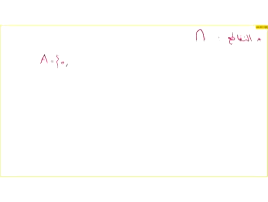 • التقاطع . ∩
A = {a,